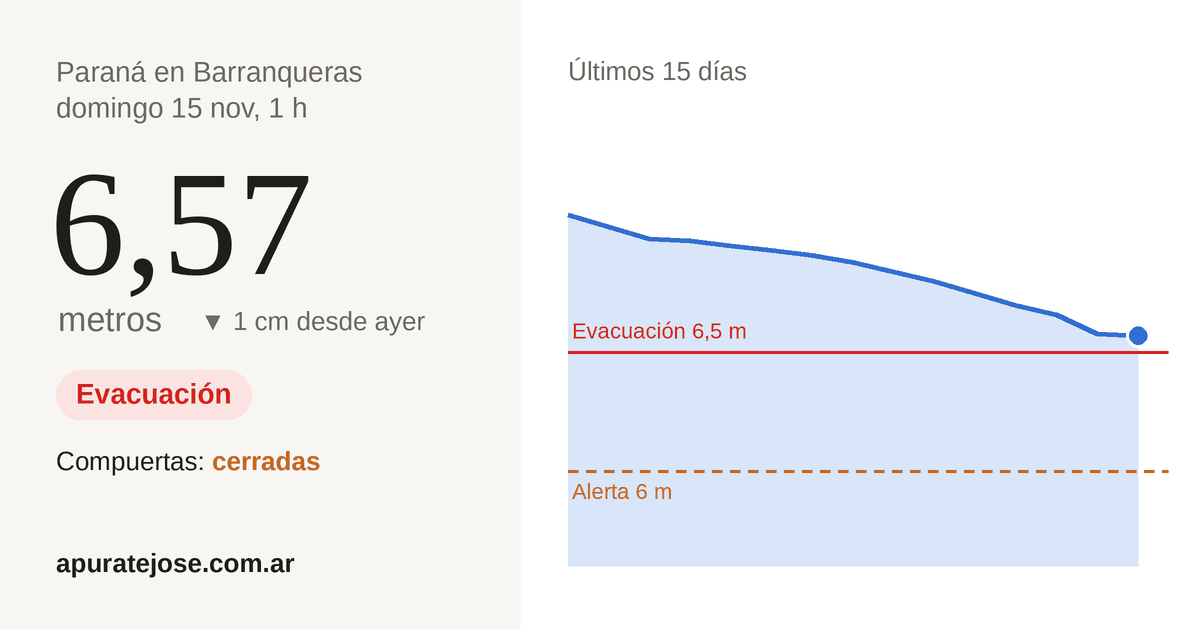 Paraná en Barranqueras
domingo 15 nov, 1 h
6,57
metros ▼ 1 cm desde ayer
Evacuación
Compuertas: cerradas
apuratejose.com.ar
Últimos 15 días
Evacuación 6,5 m
Alerta 6 m